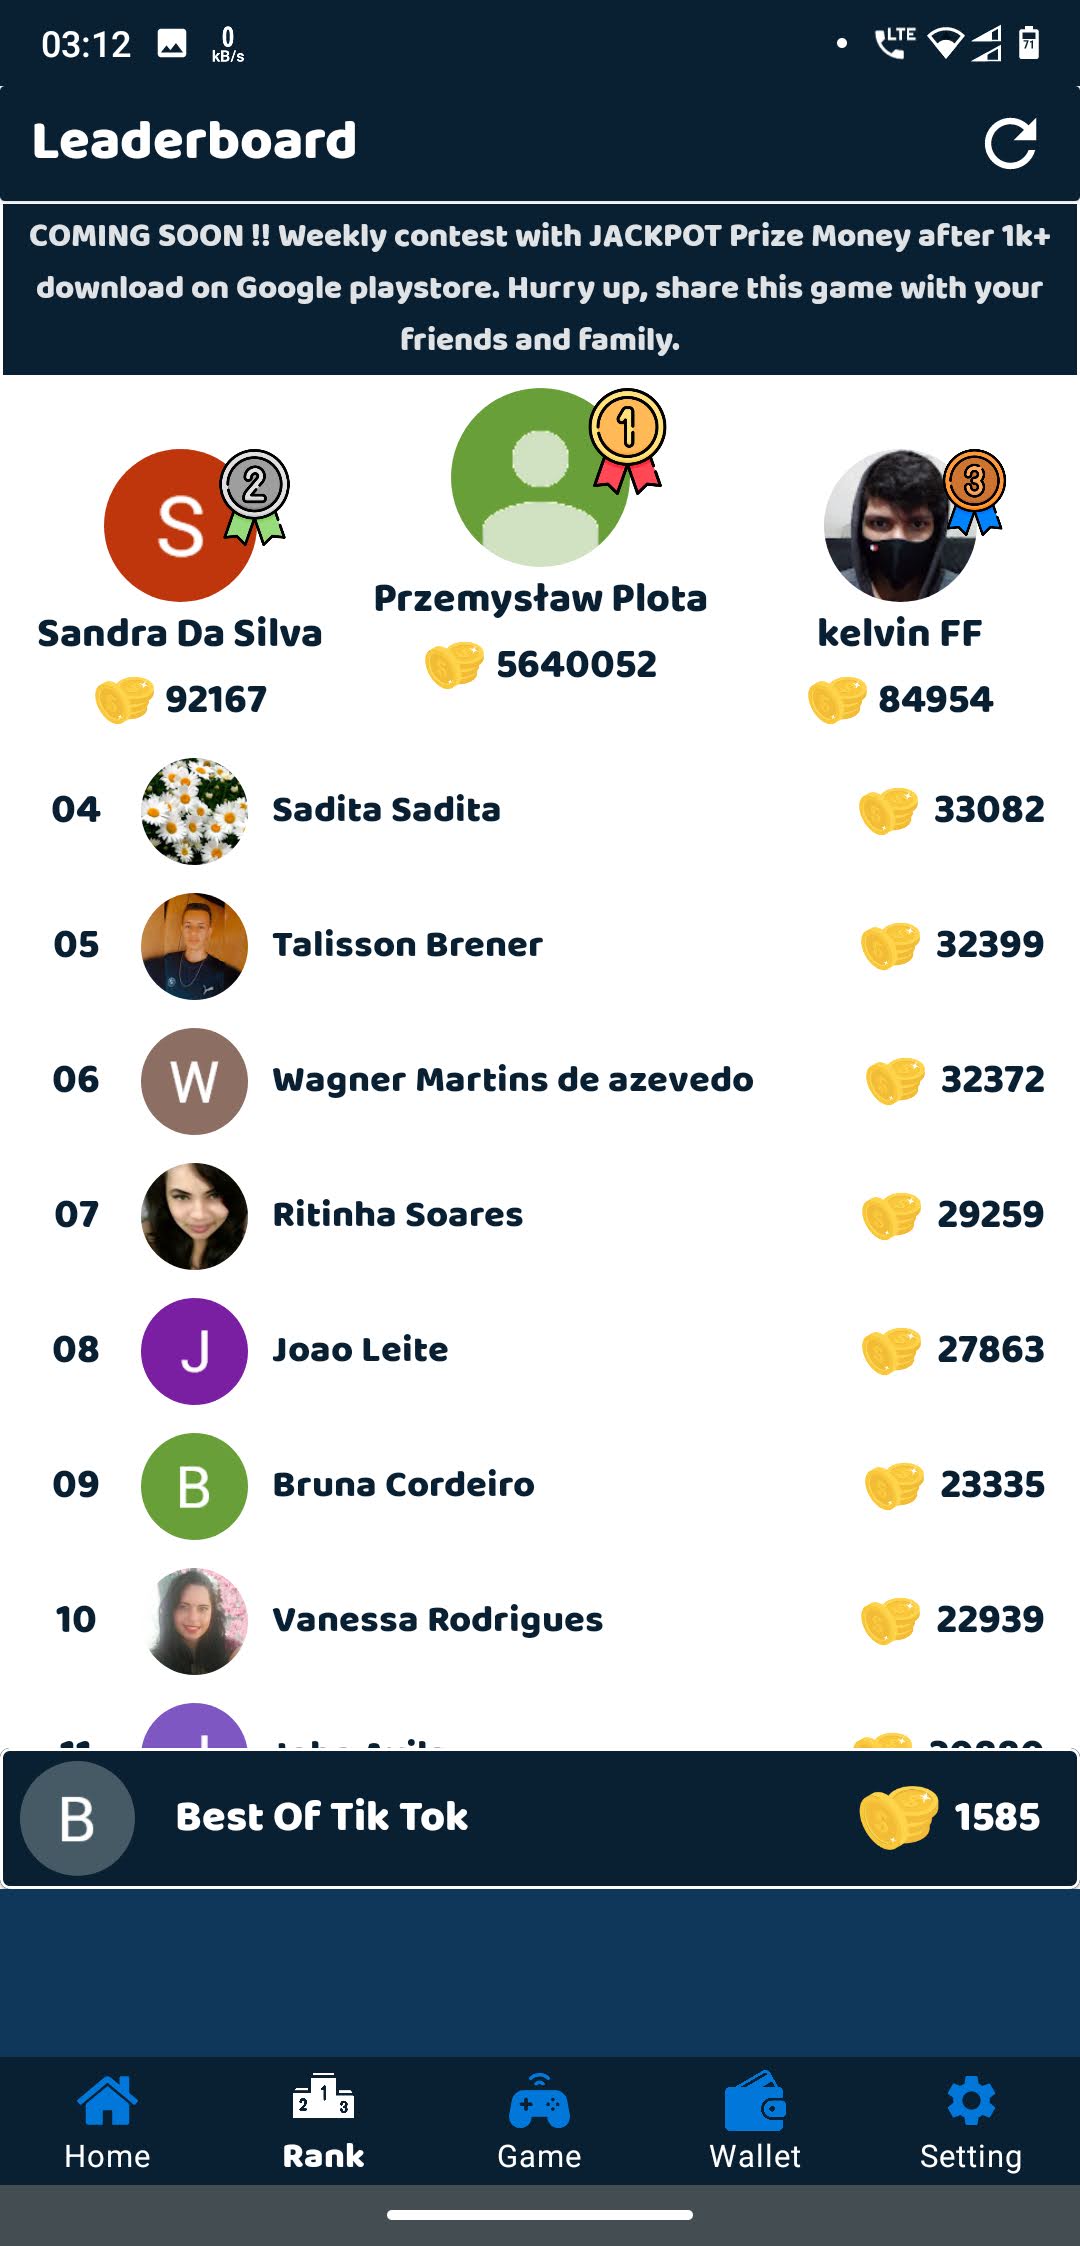 03:12
0
kB/s
LTE
71
Leaderboard
COMING SOON !! Weekly contest with JACKPOT Prize Money after 1k+
download on Google playstore. Hurry up, share this game with your
friends and family.
1
Przemysław Plota
5640052
S
2
Sandra Da Silva
92167
3
kelvin FF
84954
04 Sadita Sadita 33082
05 Talisson Brener 32399
06 W Wagner Martins de azevedo 32372
07 Ritinha Soares 29259
08 J Joao Leite 27863
09 B Bruna Cordeiro 23335
10 Vanessa Rodrigues 22939
11
B Best Of Tik Tok 1585
2 1 3
Home Rank Game Wallet Setting